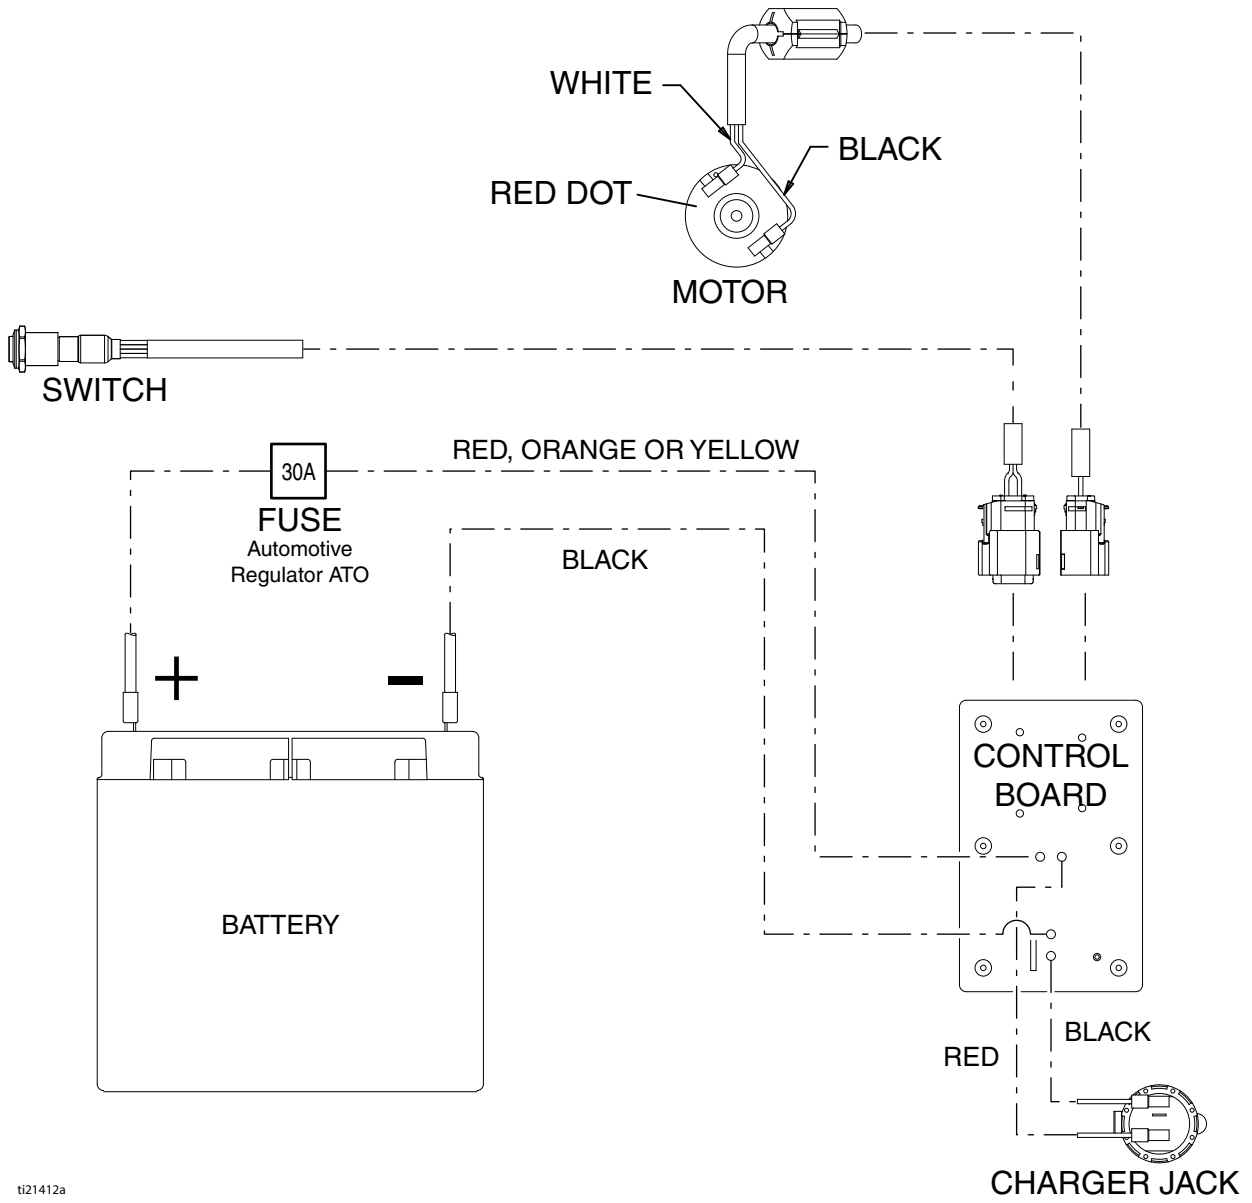 WHITE
BLACK
RED DOT
MOTOR
SWITCH
RED, ORANGE OR YELLOW
30A
FUSE
Automotive
Regulator ATO
BLACK
+
-
CONTROL
BOARD
BATTERY
BLACK
RED
CHARGER JACK
ti21412a